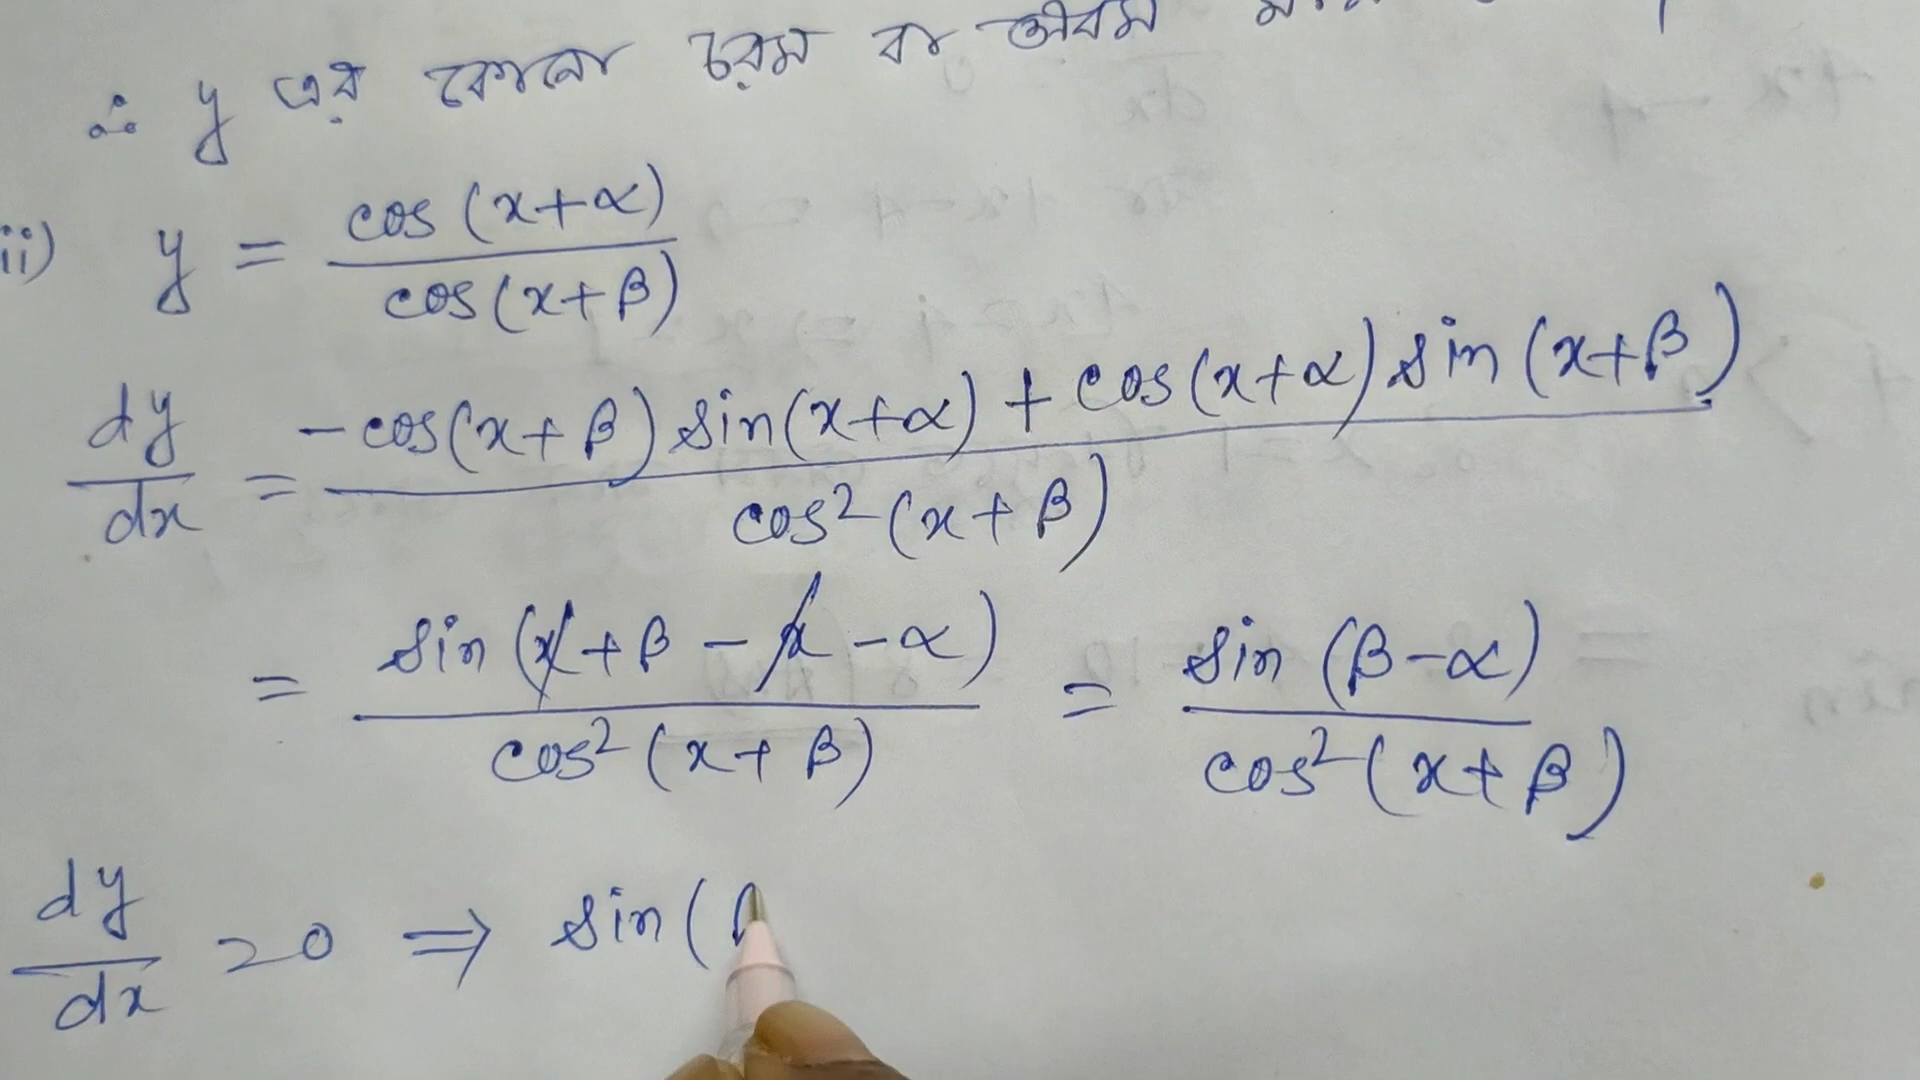 ∴ y এর কোনো চরম বা অবম
ii) y = cos(x+α) / cos(x+β)
dy/dx = -cos(x+β) sin(x+α) + cos(x+α) sin(x+β) / cos²(x+β)
= sin(x+β-x-α) / cos²(x+β) = sin(β-α) / cos²(x+β)
dy/dx = 0 ⇒ sin(